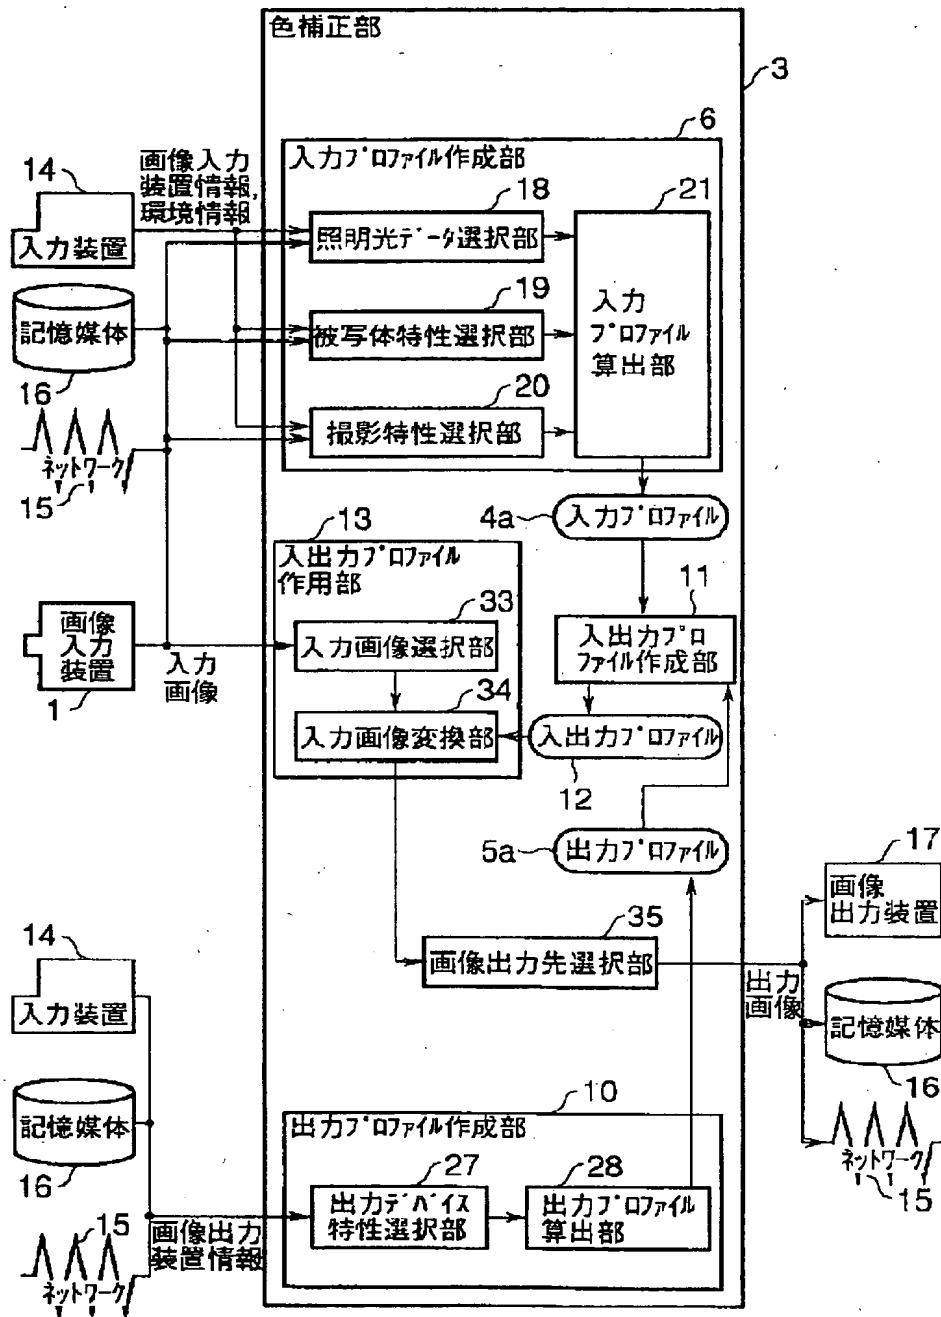 色補正部
3
6
入力プロファイル作成部
画像入力
装置情報,
環境情報
14
入力装置
18
照明光データ選択部
21
入力
プロファイル
算出部
記憶媒体
16
19
被写体特性選択部
20
撮影特性選択部
ネットワーク
15
4a
入力プロファイル
13
入出力プロファイル
作用部
11
入出力プロ
ファイル作成部
33
入力画像選択部
画像
入力
装置
1
入力
画像
34
入力画像変換部
入出力プロファイル
12
5a
出力プロファイル
17
画像
出力装置
35
画像出力先選択部
出力
画像
14
入力装置
記憶媒体
16
記憶媒体
16
10
出力プロファイル作成部
27
出力デバイス
特性選択部
28
出力プロファイル
算出部
ネットワーク
15
15
ネットワーク
画像出力
装置情報